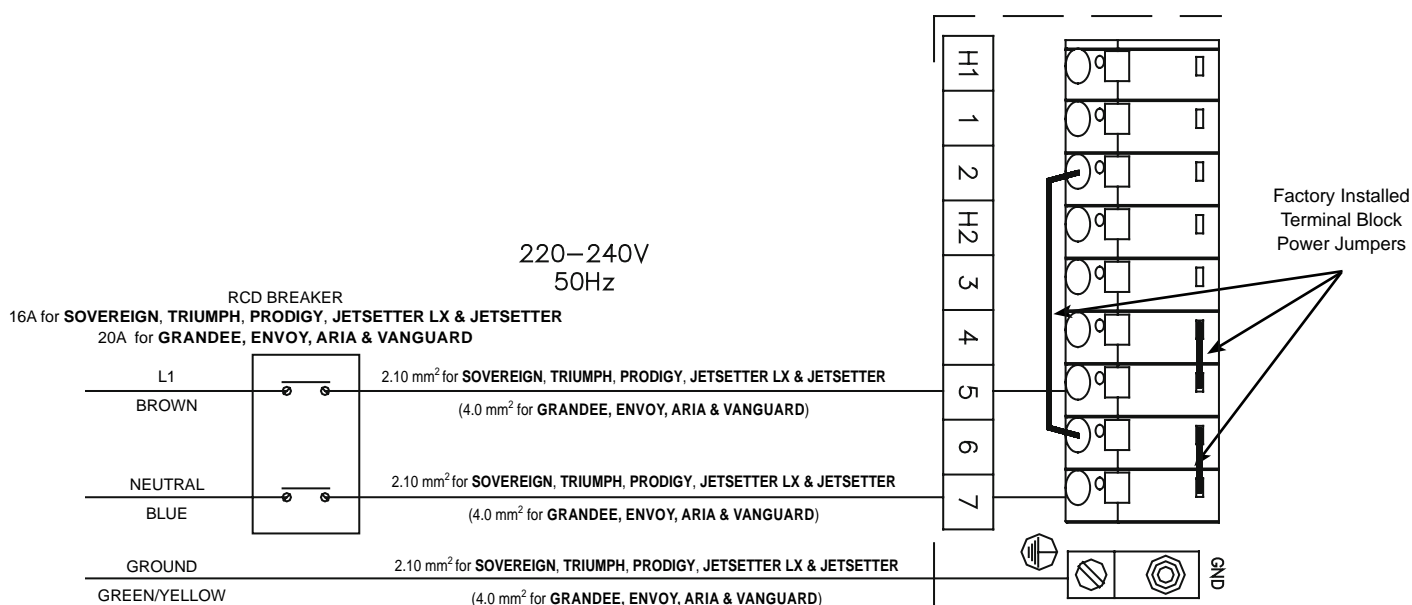 220–240V
50Hz
RCD BREAKER
16A for SOVEREIGN, TRIUMPH, PRODIGY, JETSETTER LX & JETSETTER
20A for GRANDEE, ENVOY, ARIA & VANGUARD
L1
BROWN
2.10 mm² for SOVEREIGN, TRIUMPH, PRODIGY, JETSETTER LX & JETSETTER
(4.0 mm² for GRANDEE, ENVOY, ARIA & VANGUARD)
NEUTRAL
BLUE
2.10 mm² for SOVEREIGN, TRIUMPH, PRODIGY, JETSETTER LX & JETSETTER
(4.0 mm² for GRANDEE, ENVOY, ARIA & VANGUARD)
GROUND
GREEN/YELLOW
2.10 mm² for SOVEREIGN, TRIUMPH, PRODIGY, JETSETTER LX & JETSETTER
(4.0 mm² for GRANDEE, ENVOY, ARIA & VANGUARD)
H1
1
2
H2
3
4
5
6
7
GND
Factory Installed
Terminal Block
Power Jumpers